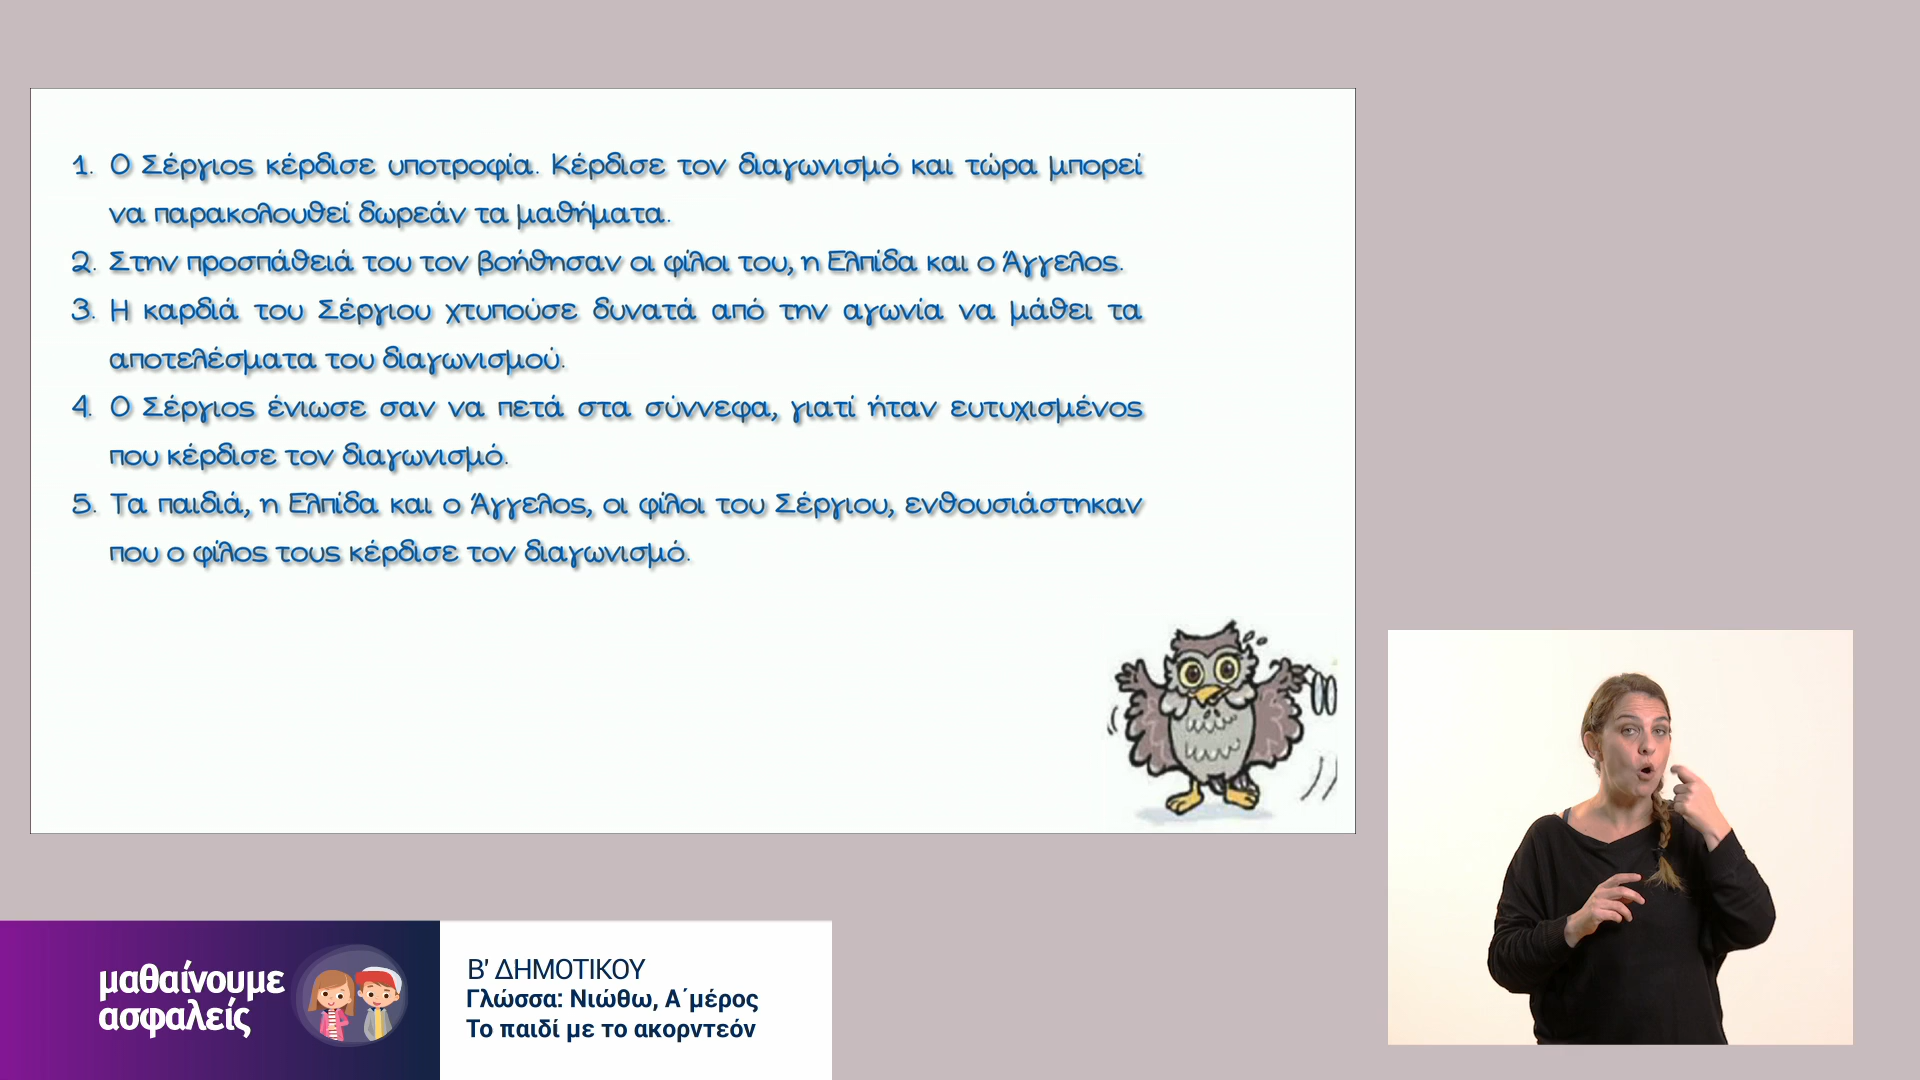 1. Ο Σέργιος κέρδισε υποτροφία. Κέρδισε τον διαγωνισμό και τώρα μπορεί
να παρακολουθεί δωρεάν τα μαθήματα.
2. Στην προσπάθειά του τον βοήθησαν οι φίλοι του, η Ελπίδα και ο Άγγελος.
3. Η καρδιά του Σέργιου χτυπούσε δυνατά από την αγωνία να μάθει τα
αποτελέσματα του διαγωνισμού.
4. Ο Σέργιος ένιωσε σαν να πετά στα σύννεφα, γιατί ήταν ευτυχισμένος
που κέρδισε τον διαγωνισμό.
5. Τα παιδιά, η Ελπίδα και ο Άγγελος, οι φίλοι του Σέργιου, ενθουσιάστηκαν
που ο φίλος τους κέρδισε τον διαγωνισμό.
μαθαίνουμε
ασφαλείς
Β' ΔΗΜΟΤΙΚΟΥ
Γλώσσα: Νιώθω, Α΄μέρος
Το παιδί με το ακορντεόν